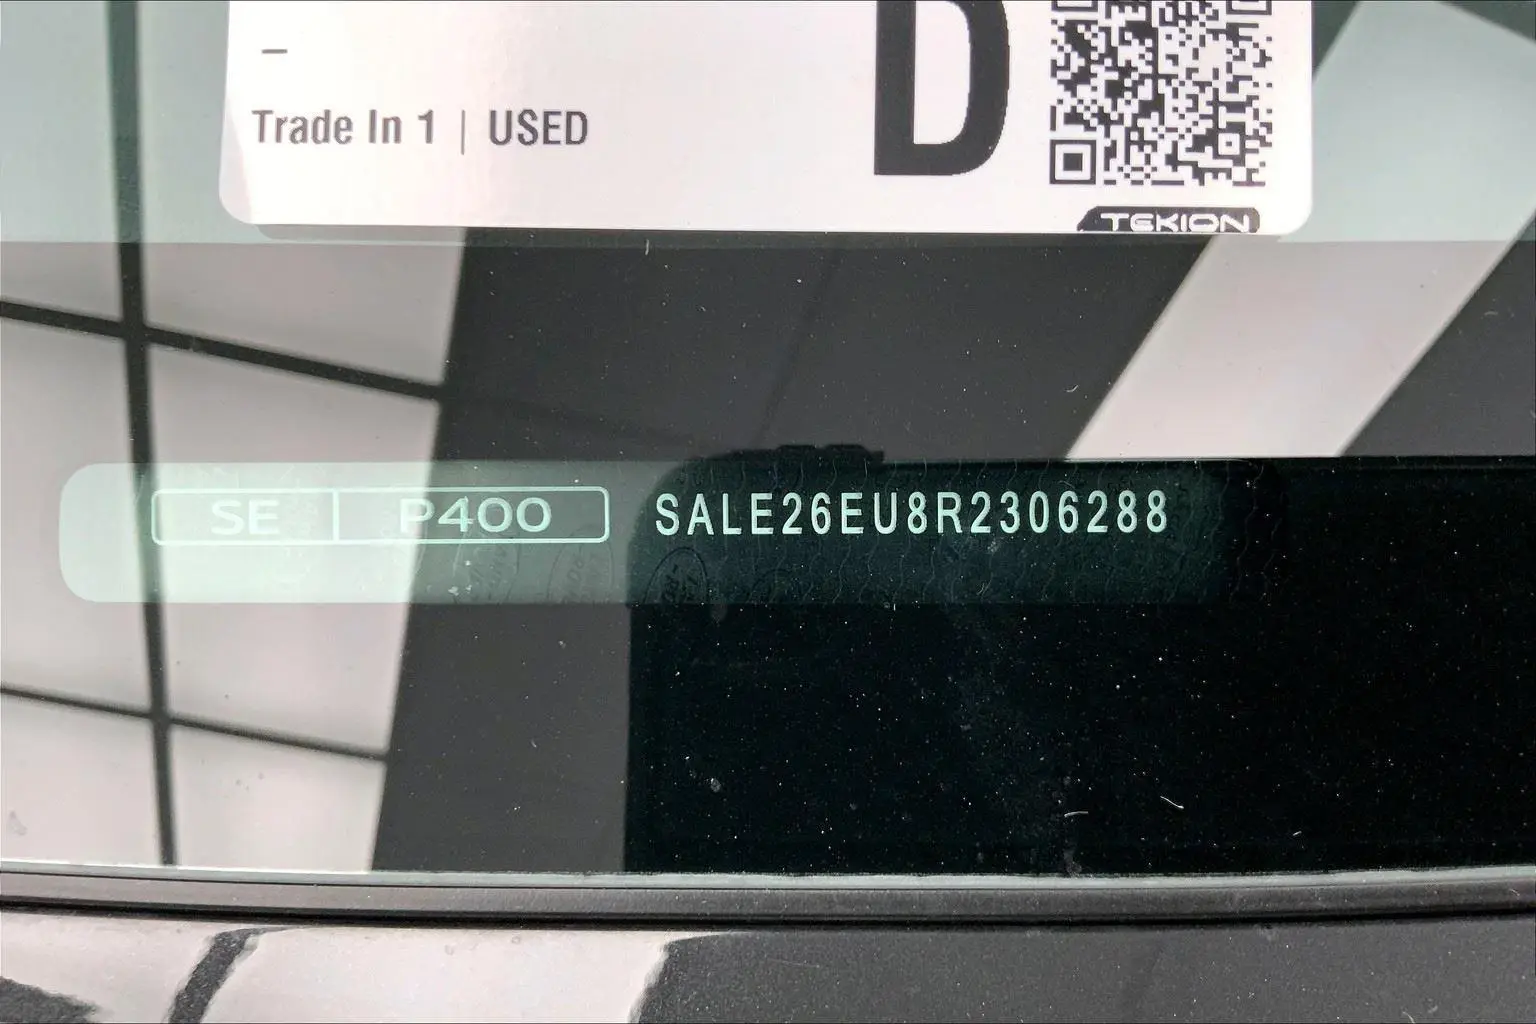 –
Trade In 1 | USED
D
TEKION
SE | P400
SALE26EU8R2306288